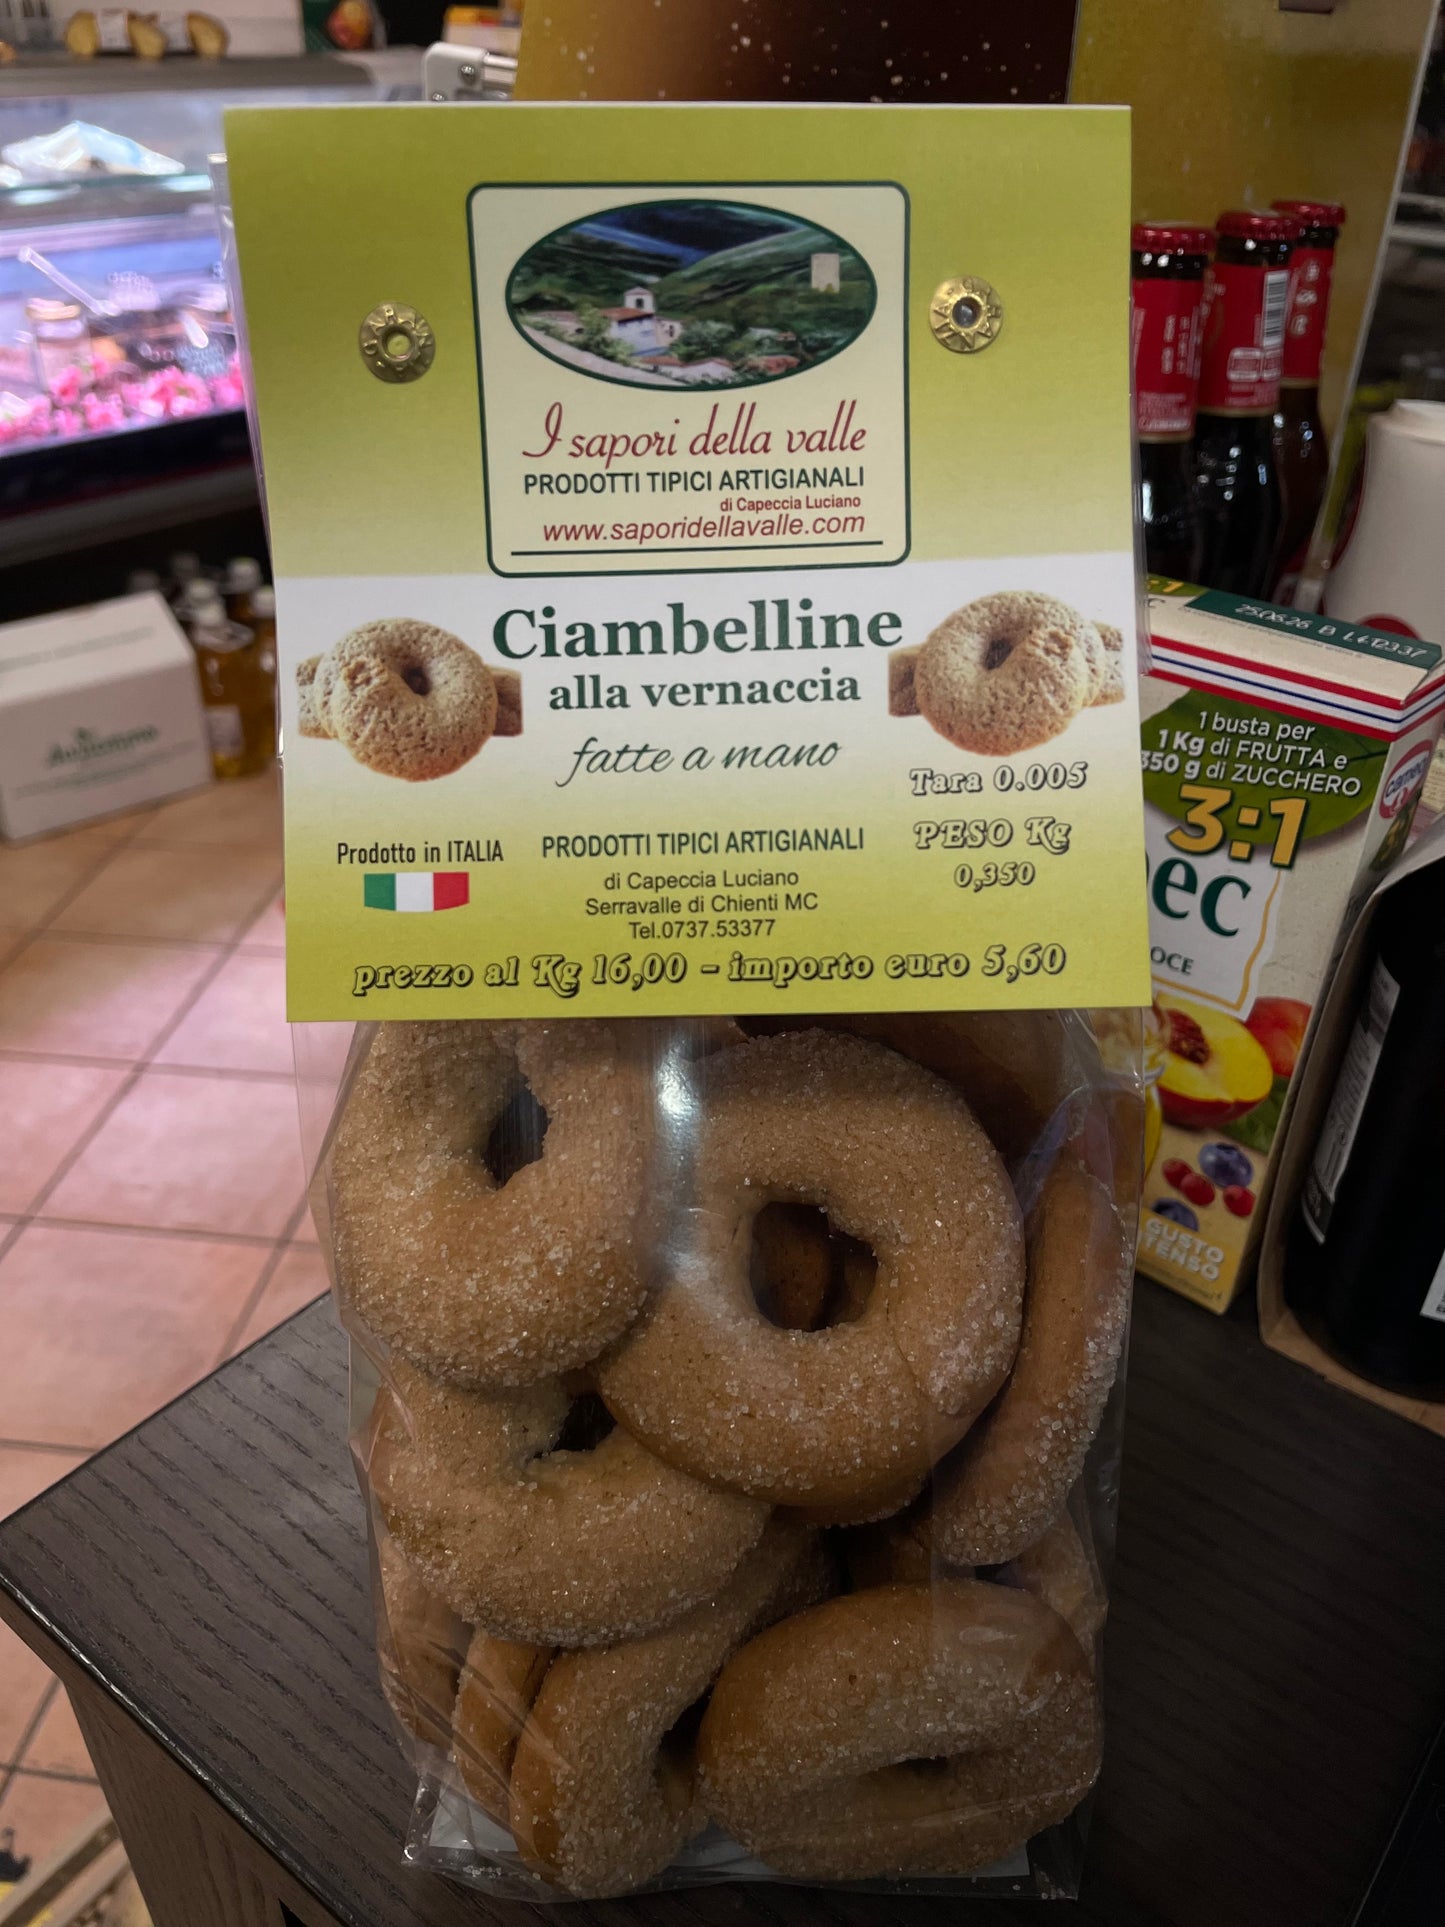 I sapori della valle
PRODOTTI TIPICI ARTIGIANALI
di Capeccia Luciano
www.saporidellavalle.com
Ciambelline
alla vernaccia
fatte a mano
Tara 0.005
PESO Kg
0,350
Prodotto in ITALIA
PRODOTTI TIPICI ARTIGIANALI
di Capeccia Luciano
Serravalle di Chienti MC
Tel.0737.53377
prezzo al Kg 16,00 - importo euro 5,60
1 busta per
1 Kg di FRUTTA e
350 g di ZUCCHERO
3:1
ec
OCE
GUSTO